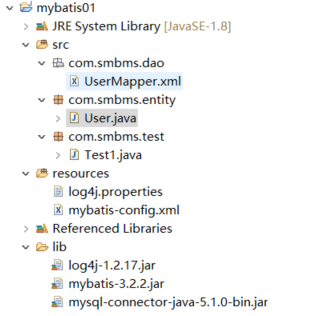 mybatis01
JRE System Library [JavaSE-1.8]
src
com.smbms.dao
UserMapper.xml
com.smbms.entity
User.java
com.smbms.test
Test1.java
resources
log4j.properties
mybatis-config.xml
Referenced Libraries
lib
log4j-1.2.17.jar
mybatis-3.2.2.jar
mysql-connector-java-5.1.0-bin.jar